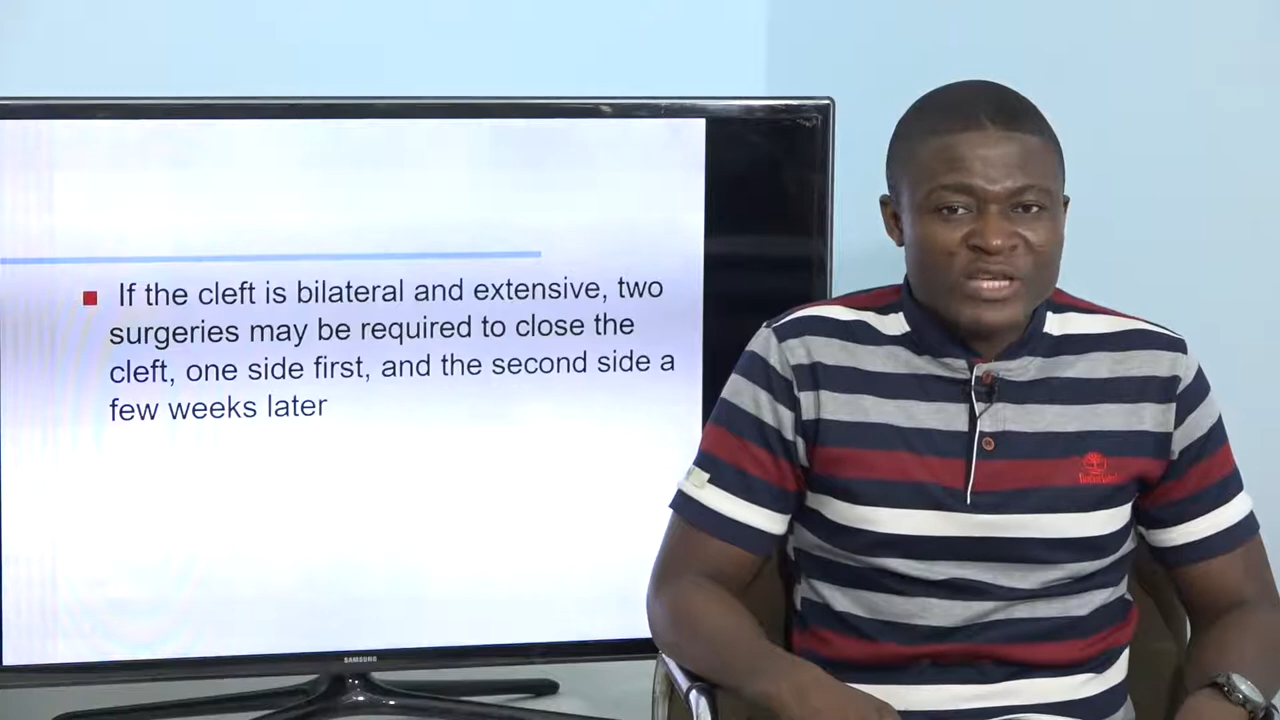 If the cleft is bilateral and extensive, two
surgeries may be required to close the
cleft, one side first, and the second side a
few weeks later
SAMSUNG
Timberland